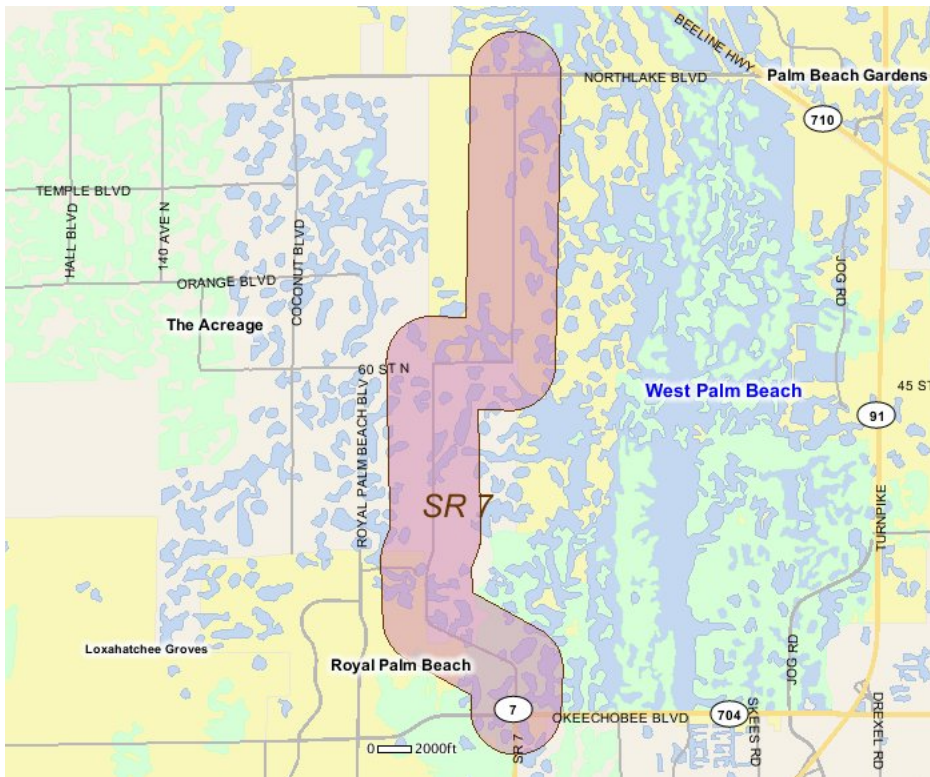 BEELINE HWY
NORTHLAKE BLVD
Palm Beach Gardens
710
TEMPLE BLVD
HALL BLVD
140 AVE N
COCONUT BLVD
ORANGE BLVD
JOG RD
The Acreage
60 ST N
West Palm Beach
45 ST
91
ROYAL PALM BEACH BLV
SR 7
TURNPIKE
Loxahatchee Groves
Royal Palm Beach
JOG RD
7
OKEECHOBEE BLVD
704
SKEES RD
DREXEL RD
0 2000ft
SR 7